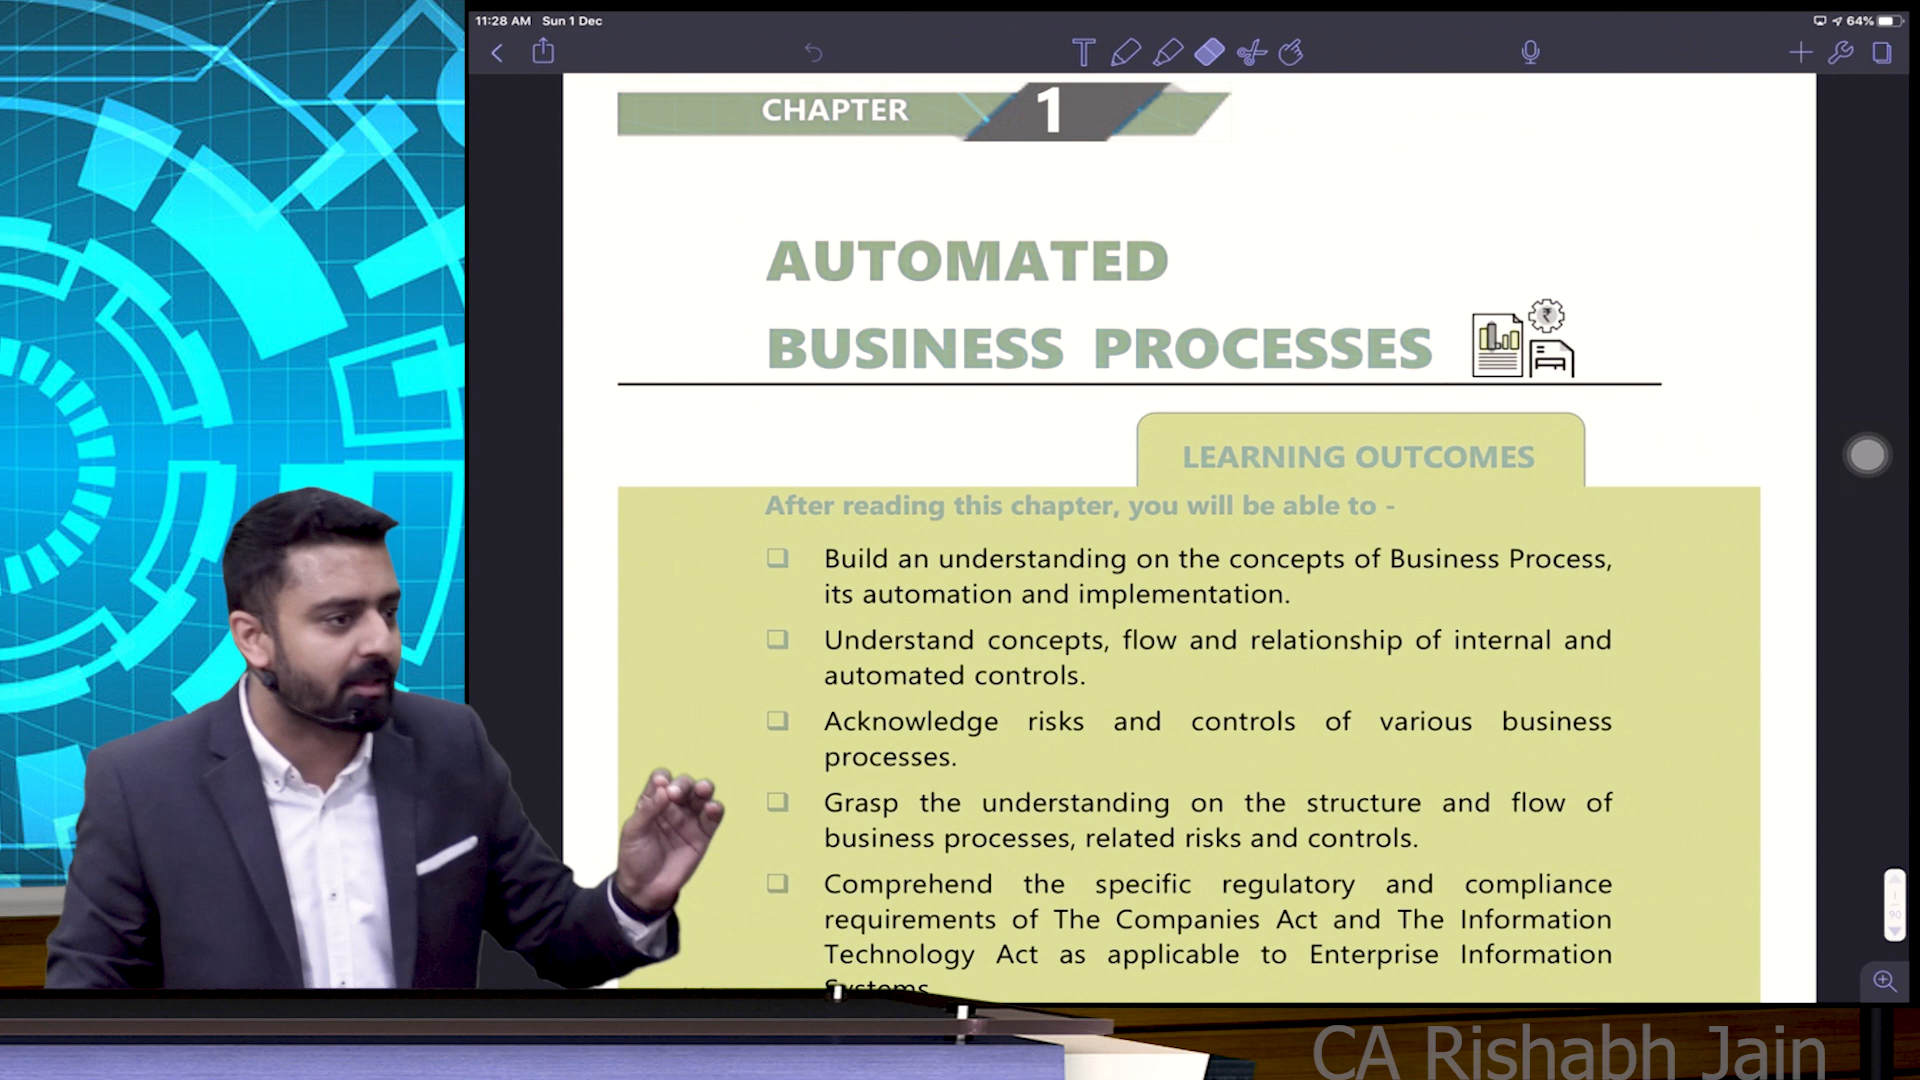 11:28 AM Sun 1 Dec
64%
CHAPTER 1
AUTOMATED
BUSINESS PROCESSES
₹
LEARNING OUTCOMES
After reading this chapter, you will be able to -
❑ Build an understanding on the concepts of Business Process,
its automation and implementation.
❑ Understand concepts, flow and relationship of internal and
automated controls.
❑ Acknowledge risks and controls of various business
processes.
❑ Grasp the understanding on the structure and flow of
business processes, related risks and controls.
❑ Comprehend the specific regulatory and compliance
requirements of The Companies Act and The Information
Technology Act as applicable to Enterprise Information
Systems.
1
90
CA Rishabh Jain